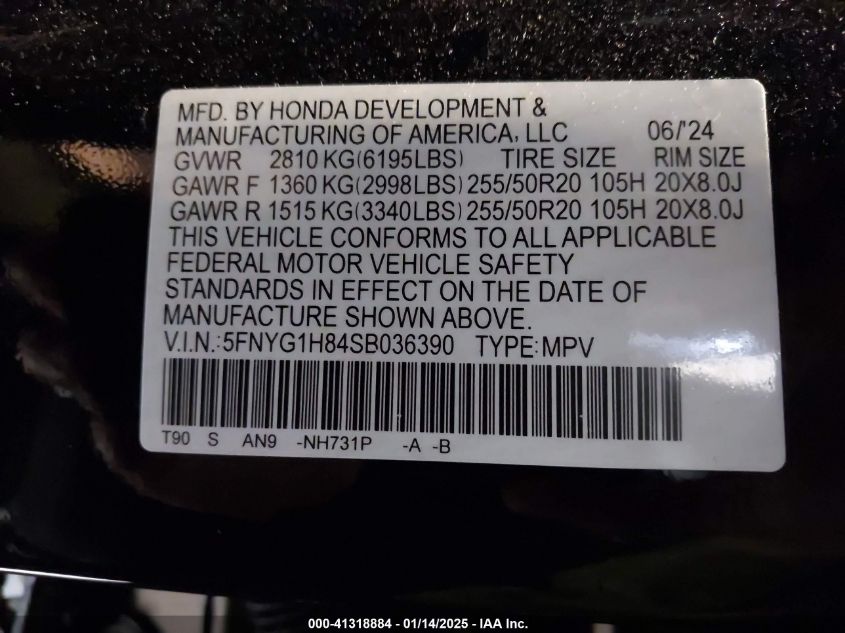 MFD. BY HONDA DEVELOPMENT &
MANUFACTURING OF AMERICA, LLC 06/'24
GVWR 2810 KG(6195LBS) TIRE SIZE RIM SIZE
GAWR F 1360 KG(2998LBS) 255/50R20 105H 20X8.0J
GAWR R 1515 KG(3340LBS) 255/50R20 105H 20X8.0J
THIS VEHICLE CONFORMS TO ALL APPLICABLE
FEDERAL MOTOR VEHICLE SAFETY
STANDARDS IN EFFECT ON THE DATE OF
MANUFACTURE SHOWN ABOVE.
V.I.N.:5FNYG1H84SB036390 TYPE:MPV
T90 S AN9 -NH731P -A -B
000-41318884 / 01/14/2025 - IAA Inc.